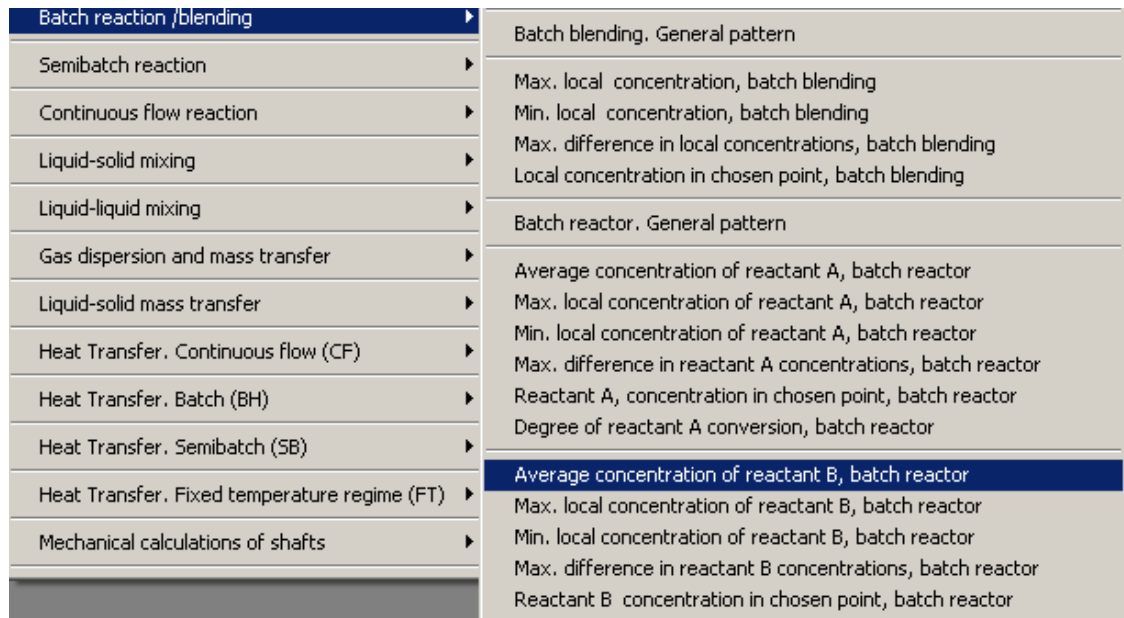 Batch reaction /blending
Semibatch reaction
Continuous flow reaction
Liquid-solid mixing
Liquid-liquid mixing
Gas dispersion and mass transfer
Liquid-solid mass transfer
Heat Transfer. Continuous flow (CF)
Heat Transfer. Batch (BH)
Heat Transfer. Semibatch (SB)
Heat Transfer. Fixed temperature regime (FT)
Mechanical calculations of shafts
Batch blending. General pattern
Max. local  concentration, batch blending
Min. local  concentration, batch blending
Max. difference in local concentrations, batch blending
Local concentration in chosen point, batch blending
Batch reactor. General pattern
Average concentration of reactant A, batch reactor
Max. local concentration of reactant A, batch reactor
Min. local concentration of reactant A, batch reactor
Max. difference in reactant A concentrations, batch reactor
Reactant A, concentration in chosen point, batch reactor
Degree of reactant A conversion, batch reactor
Average concentration of reactant B, batch reactor
Max. local concentration of reactant B, batch reactor
Min. local concentration of reactant B, batch reactor
Max. difference in reactant B concentrations, batch reactor
Reactant B  concentration in chosen point, batch reactor